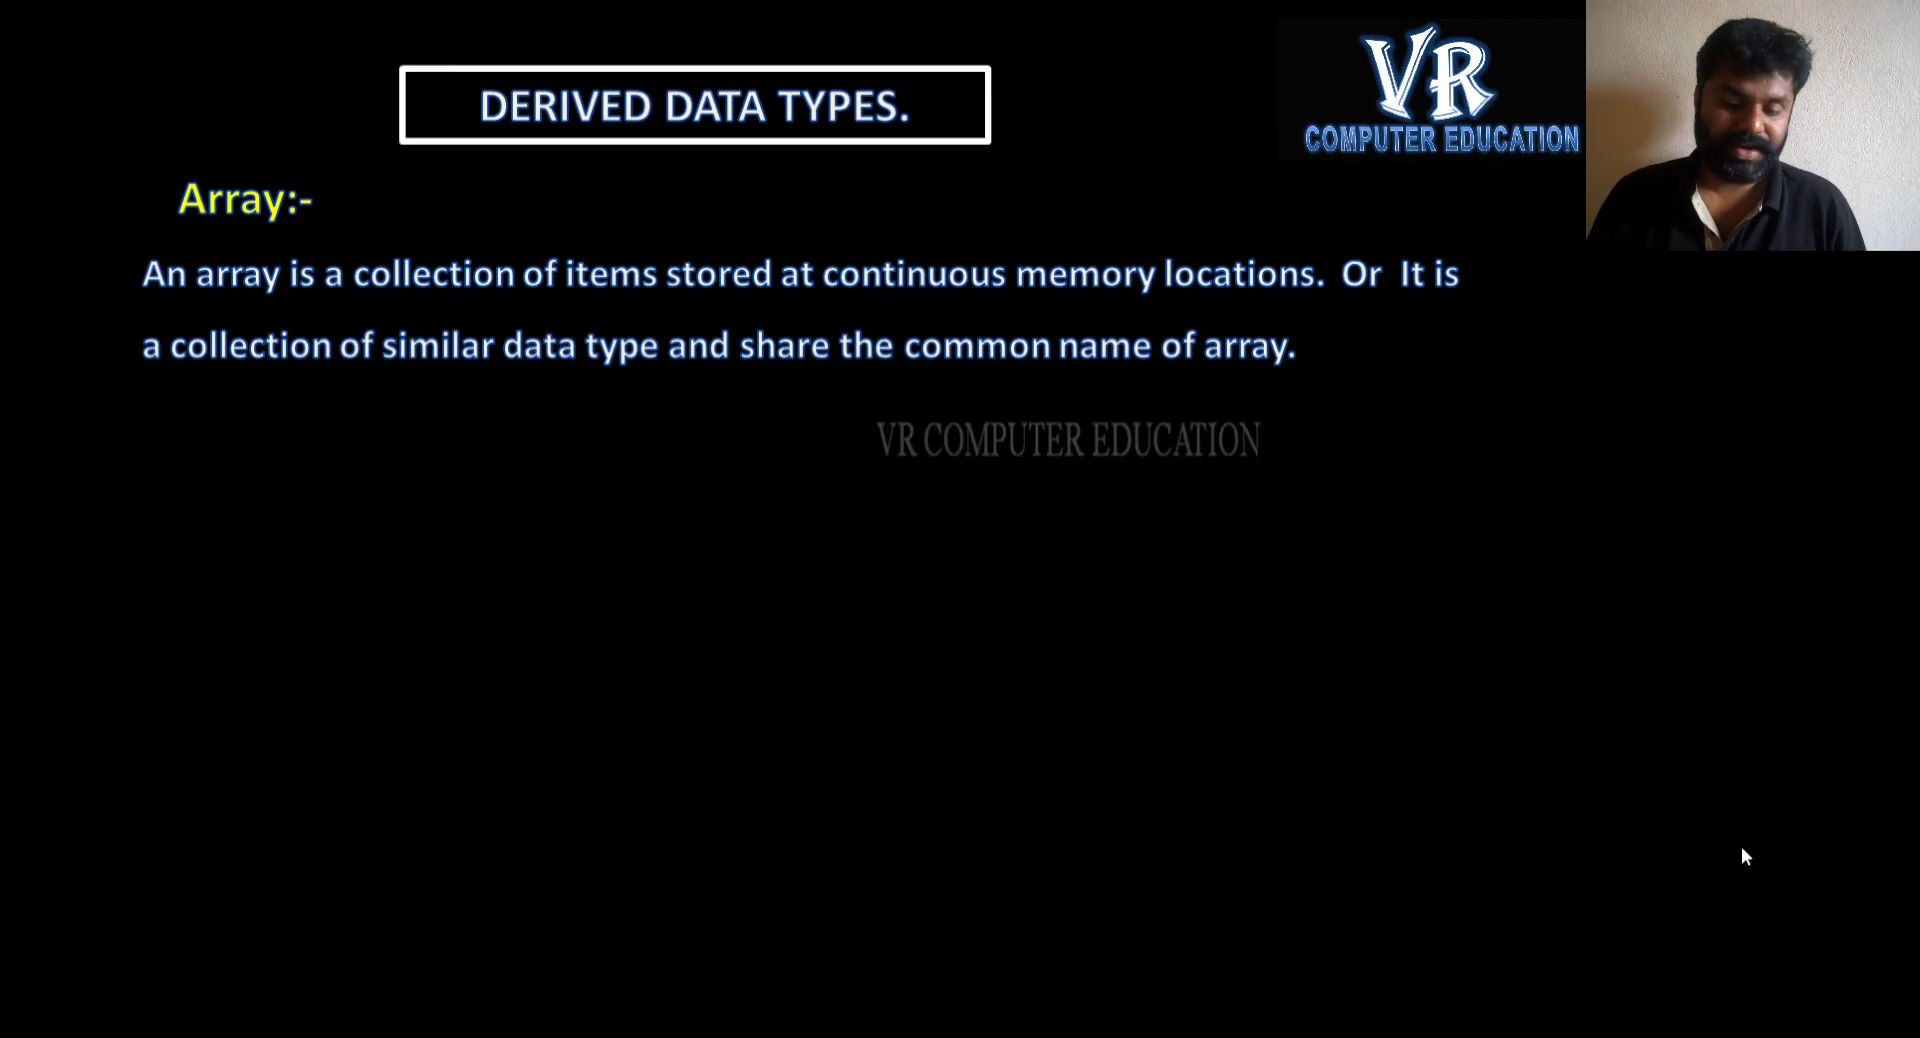 DERIVED DATA TYPES.
VR
COMPUTER EDUCATION
Array:-
An array is a collection of items stored at continuous memory locations. Or It is
a collection of similar data type and share the common name of array.
VR COMPUTER EDUCATION